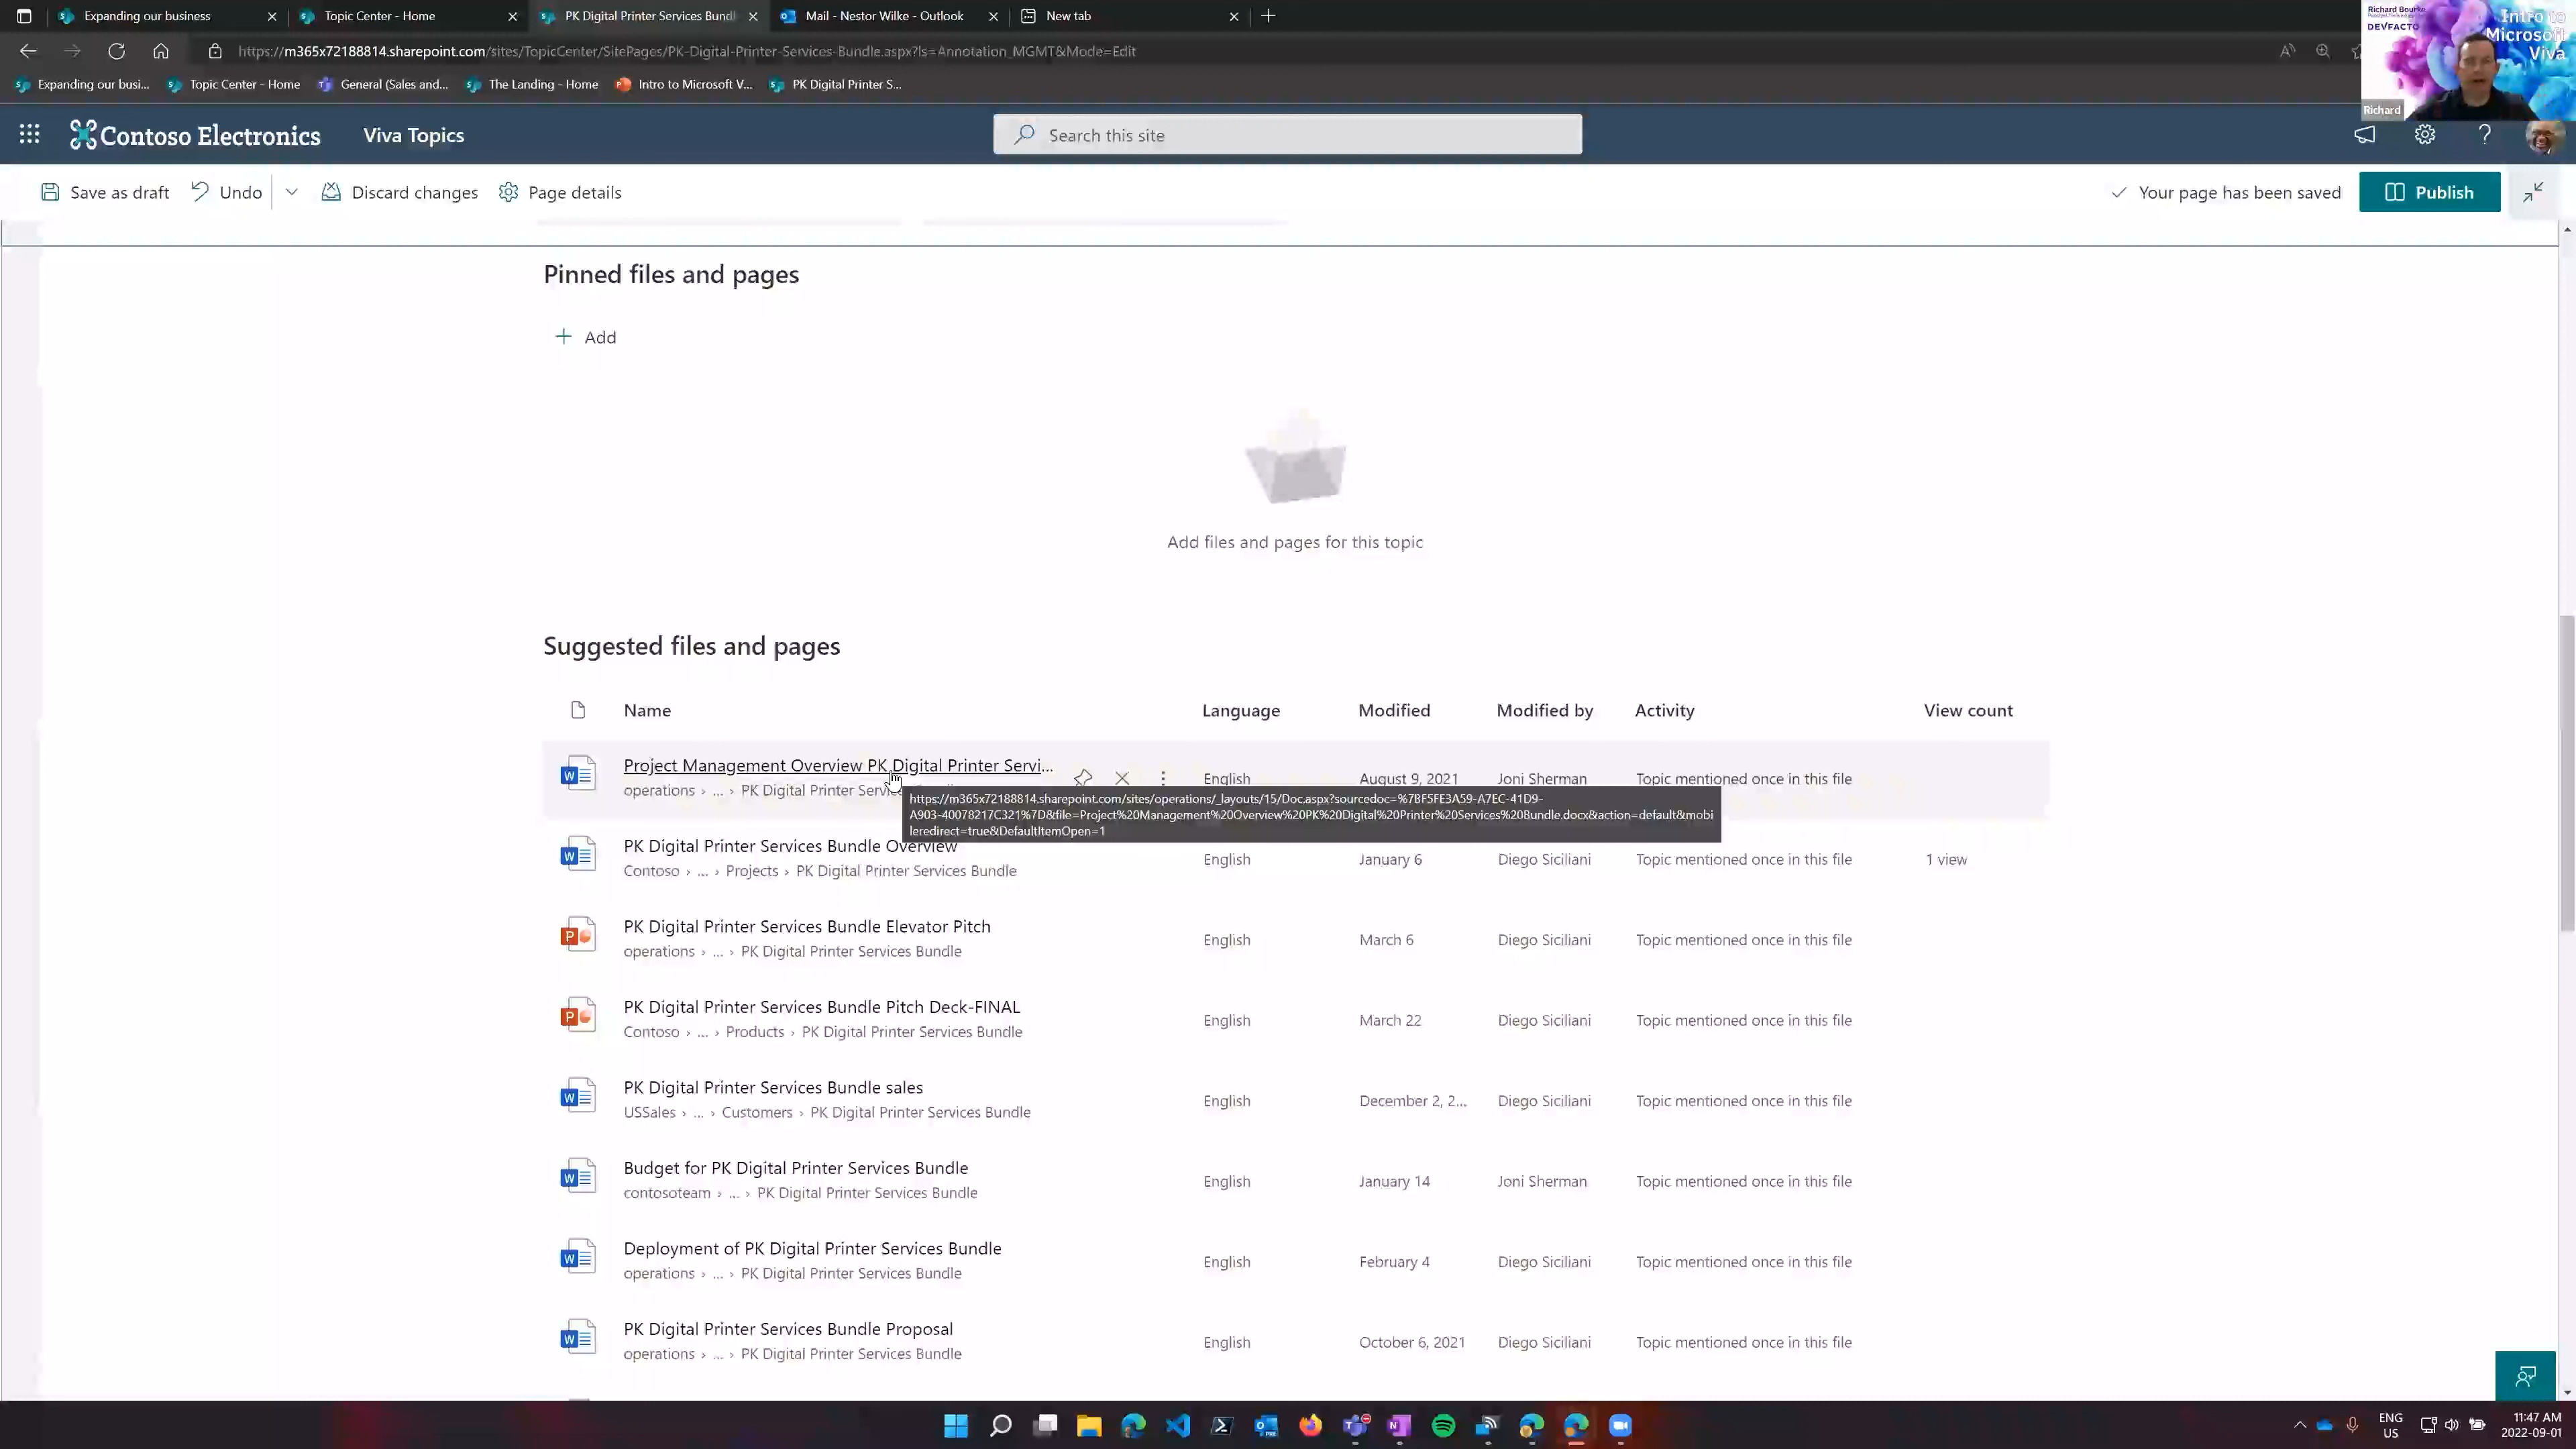 Expanding our business
Topic Center - Home
PK Digital Printer Services Bundl
Mail - Nestor Wilke - Outlook
New tab
https://m365x72188814.sharepoint.com/sites/TopicCenter/SitePages/PK-Digital-Printer-Services-Bundle.aspx?ls=Annotation_MGMT&Mode=Edit
Expanding our busi...
Topic Center - Home
General (Sales and...
The Landing - Home
Intro to Microsoft V...
PK Digital Printer S...
Richard Bourke
DEVFACTO
Intro to
Microsoft
Viva
Richard
Contoso Electronics
Viva Topics
Search this site
Save as draft
Undo
Discard changes
Page details
Your page has been saved
Publish
Pinned files and pages
Add
Add files and pages for this topic
Suggested files and pages
Name Language Modified Modified by Activity View count
Project Management Overview PK Digital Printer Servi...
English August 9, 2021 Joni Sherman Topic mentioned once in this file
operations › ... › PK Digital Printer
https://m365x72188814.sharepoint.com/sites/operations/_layouts/15/Doc.aspx?sourcedoc=%7BF5FE3A59-A7EC-41D9-
A903-40078217C321%7D&file=Project%20Management%20Overview%20PK%20Digital%20Printer%20Services%20Bundle.docx&action=default&mobi
leredirect=true&DefaultItemOpen=1
PK Digital Printer Services Bundle Overview
English January 6 Diego Siciliani Topic mentioned once in this file 1 view
Contoso › ... › Projects › PK Digital Printer Services Bundle
PK Digital Printer Services Bundle Elevator Pitch
English March 6 Diego Siciliani Topic mentioned once in this file
operations › ... › PK Digital Printer Services Bundle
PK Digital Printer Services Bundle Pitch Deck-FINAL
English March 22 Diego Siciliani Topic mentioned once in this file
Contoso › ... › Products › PK Digital Printer Services Bundle
PK Digital Printer Services Bundle sales
English December 2, 2... Diego Siciliani Topic mentioned once in this file
USSales › ... › Customers › PK Digital Printer Services Bundle
Budget for PK Digital Printer Services Bundle
English January 14 Joni Sherman Topic mentioned once in this file
contosoteam › ... › PK Digital Printer Services Bundle
Deployment of PK Digital Printer Services Bundle
English February 4 Diego Siciliani Topic mentioned once in this file
operations › ... › PK Digital Printer Services Bundle
PK Digital Printer Services Bundle Proposal
English October 6, 2021 Diego Siciliani Topic mentioned once in this file
operations › ... › PK Digital Printer Services Bundle
ENG
US
11:47 AM
2022-09-01